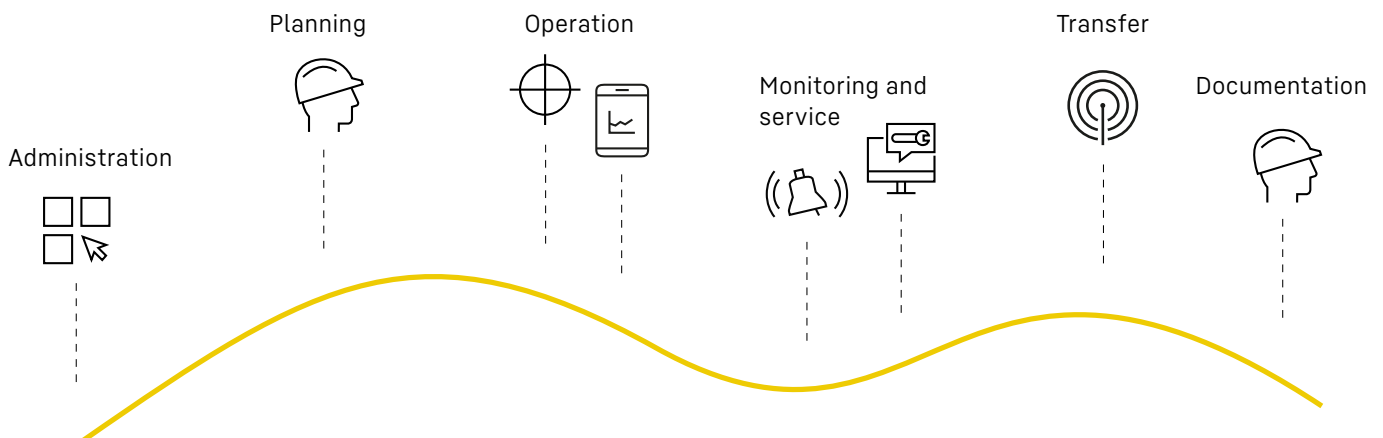 Administration
Planning
Operation
Monitoring and
service
Transfer
Documentation